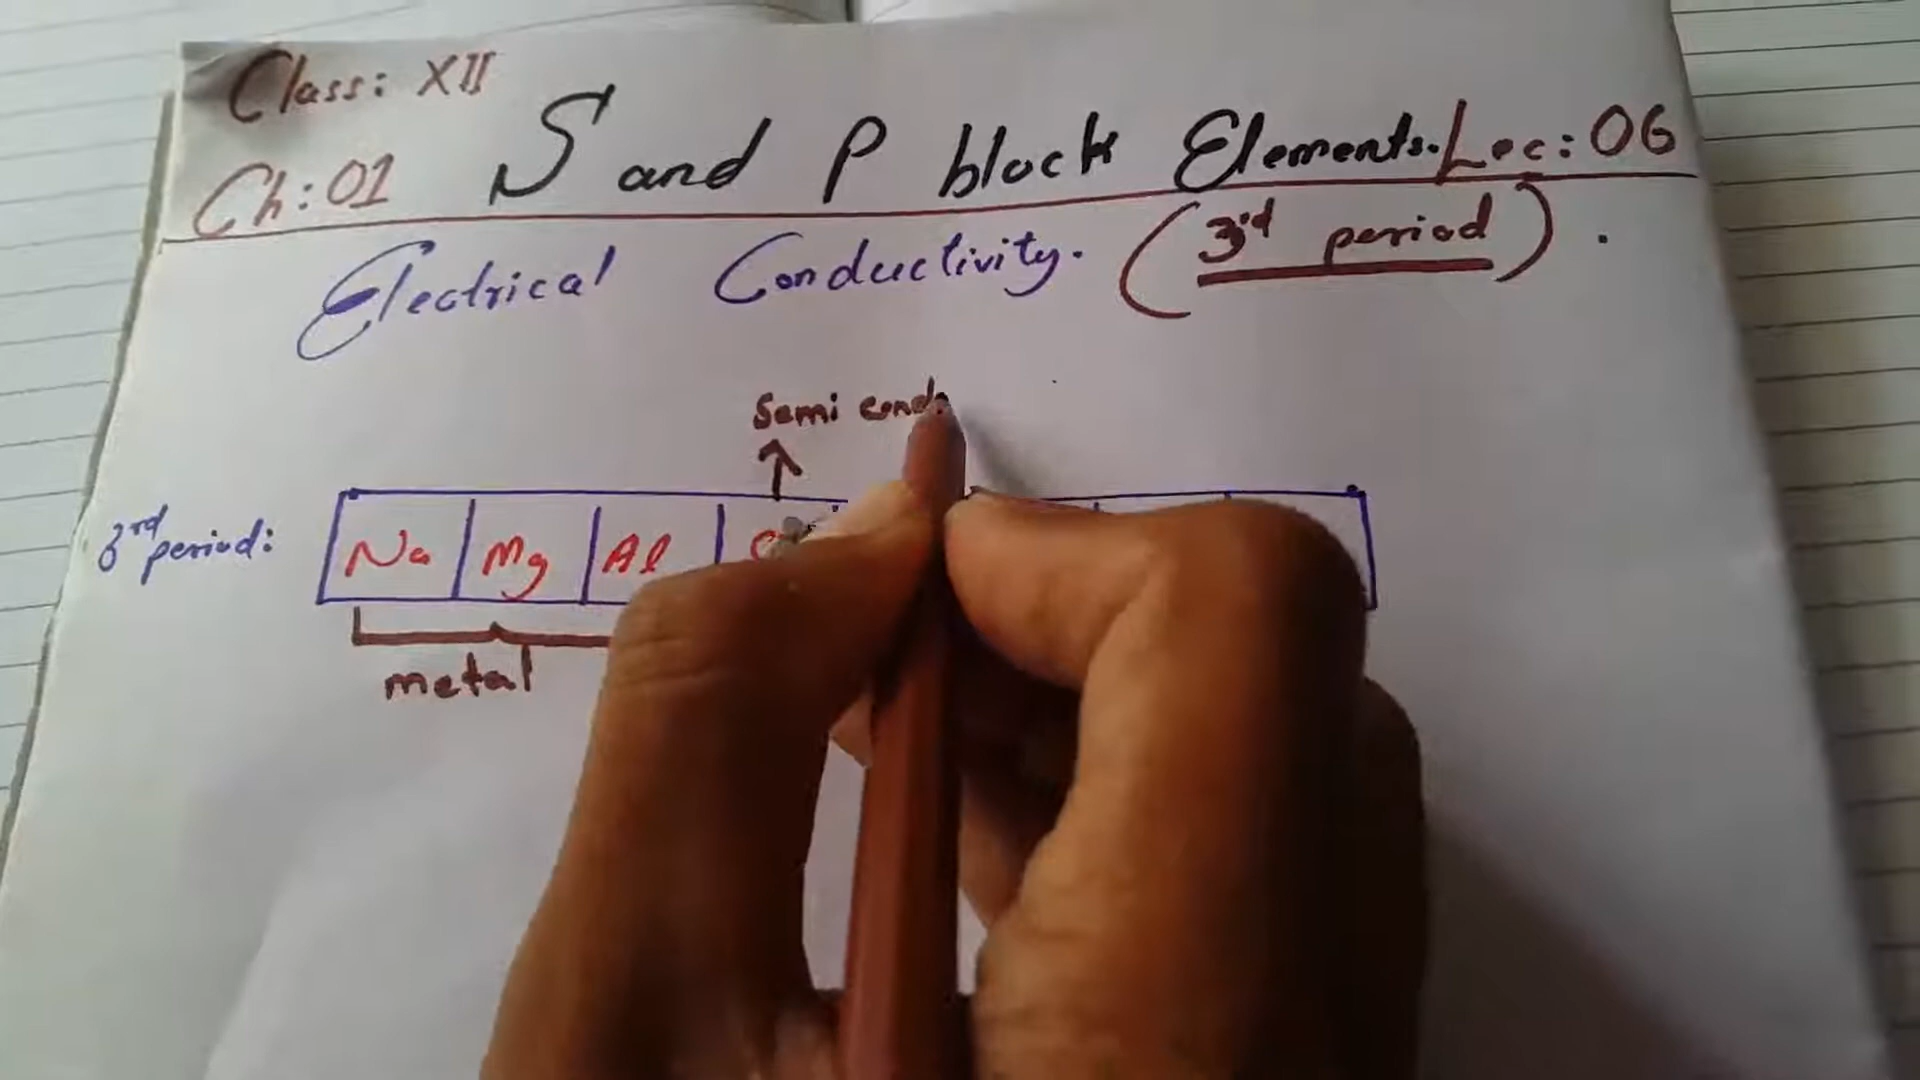 Class: XII
Ch: 01 S and P block Elements. Lec: 06
Electrical Conductivity. (3rd period).
Semi cond
3rd period: Na Mg Al
metal